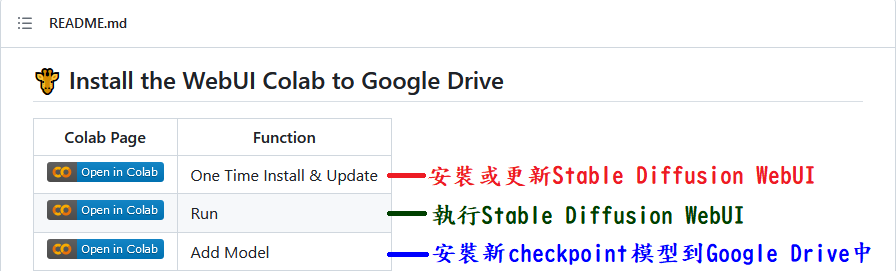 README.md
Install the WebUI Colab to Google Drive
Colab Page Function
Open in Colab One Time Install & Update 安裝或更新Stable Diffusion WebUI
Open in Colab Run 執行Stable Diffusion WebUI
Open in Colab Add Model 安裝新checkpoint模型到Google Drive中